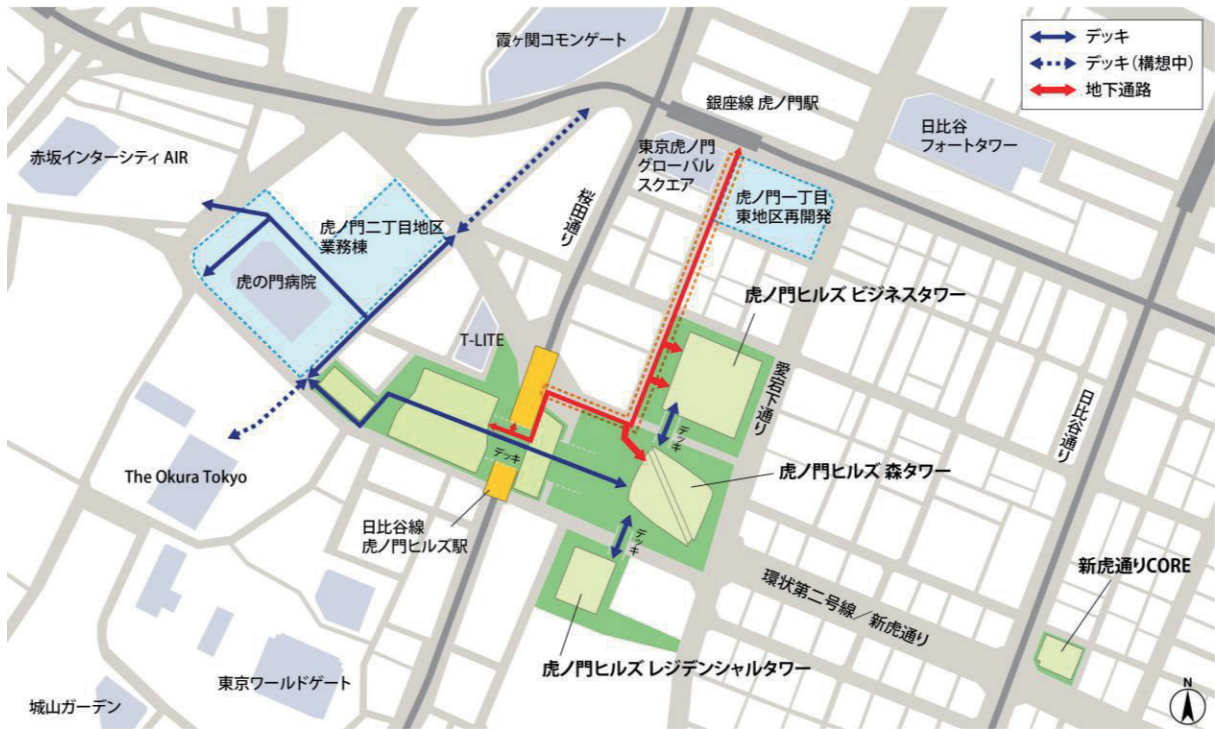 霞ヶ関コモンゲート
デッキ
デッキ（構想中）
地下通路
銀座線 虎ノ門駅
日比谷
フォートタワー
赤坂インターシティ AIR
東京虎ノ門
グローバル
スクエア
桜田通り
虎ノ門一丁目
東地区再開発
虎ノ門二丁目地区
業務棟
虎の門病院
虎ノ門ヒルズ ビジネスタワー
T-LITE
愛宕下通り
日比谷通り
デッキ
デッキ
虎ノ門ヒルズ 森タワー
The Okura Tokyo
日比谷線
虎ノ門ヒルズ駅
デッキ
新虎通りCORE
環状第二号線／新虎通り
虎ノ門ヒルズ レジデンシャルタワー
東京ワールドゲート
城山ガーデン
N